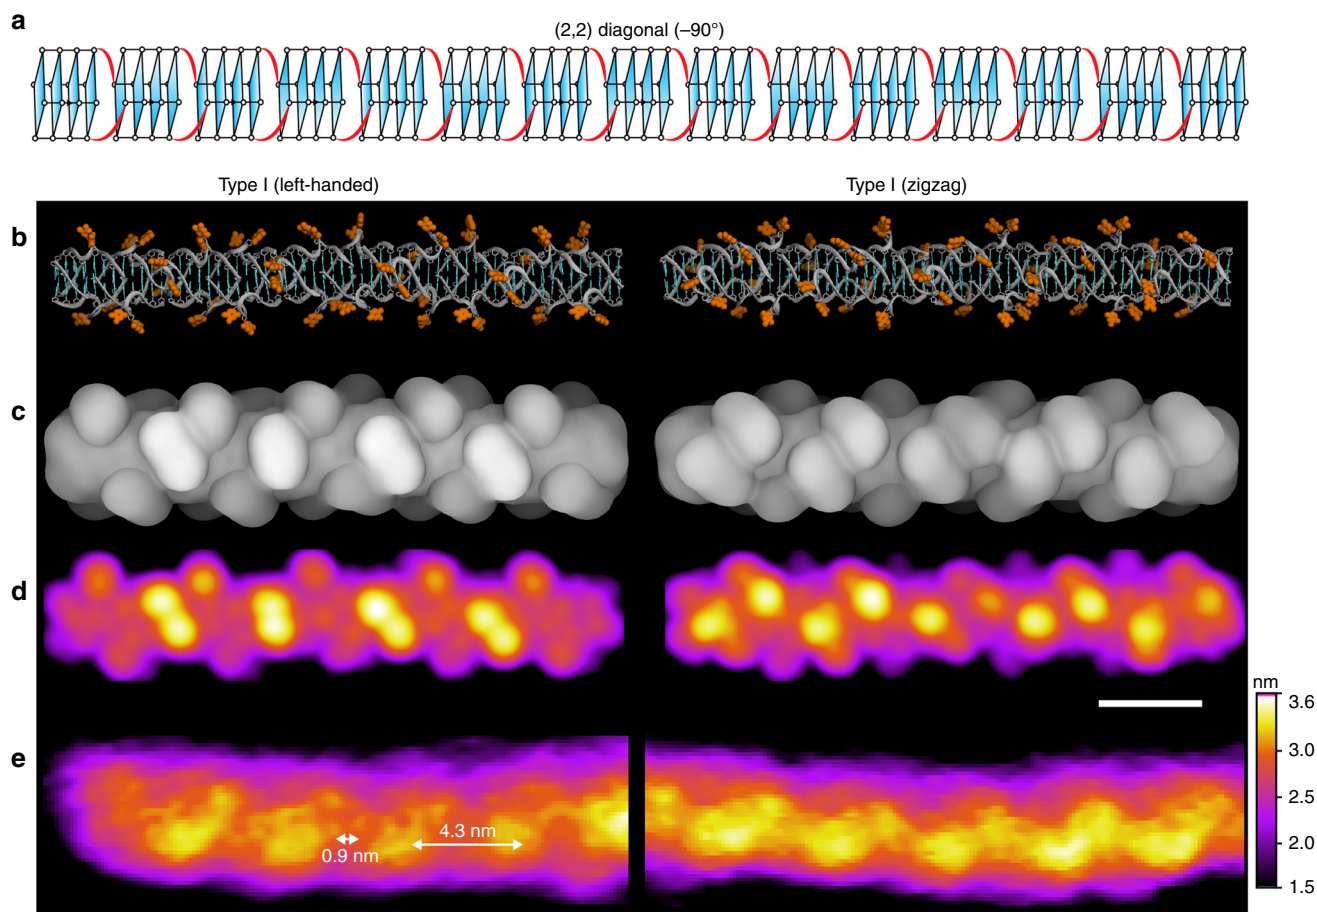 a
(2,2) diagonal (–90°)
Type I (left-handed)
Type I (zigzag)
b
c
d
nm
3.6
3.0
2.5
2.0
1.5
e
4.3 nm
0.9 nm